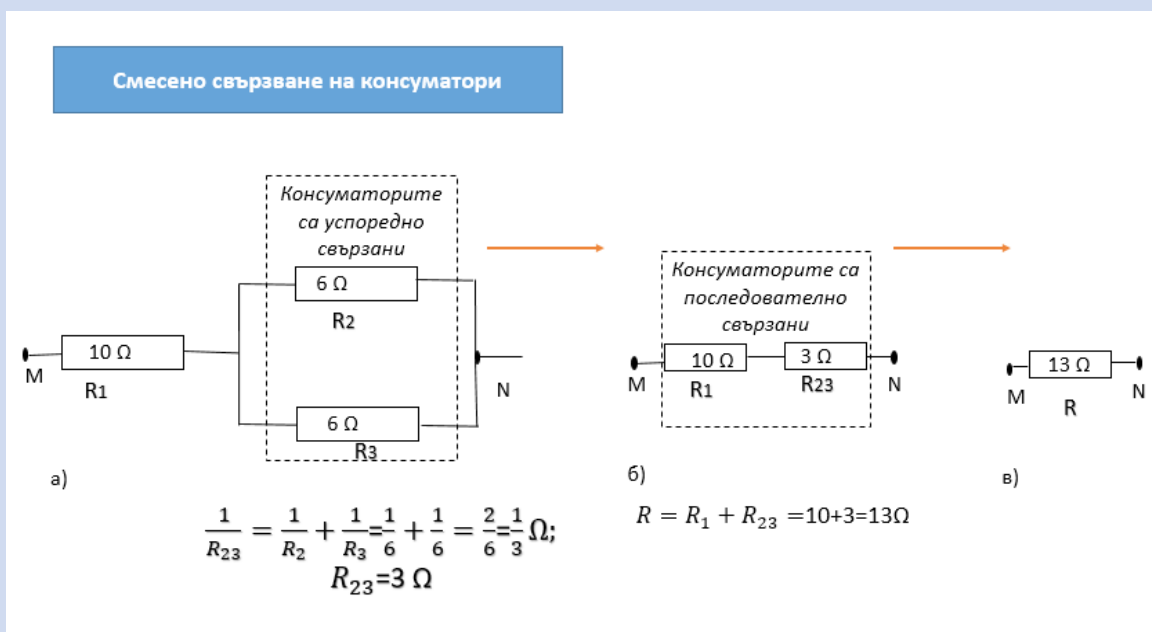 Смесено свързване на консуматори
Консуматорите
са успоредно
свързани
6 Ω
R2
10 Ω
M
R1
N
6 Ω
R3
а)
1/R₂₃ = 1/R₂ + 1/R₃=1/6 + 1/6 = 2/6=1/3 Ω;
R₂₃=3 Ω
Консуматорите са
последователно
свързани
10 Ω
3 Ω
M
R1
R23
N
б)
R = R₁ + R₂₃ =10+3=13Ω
13 Ω
M
R
N
в)